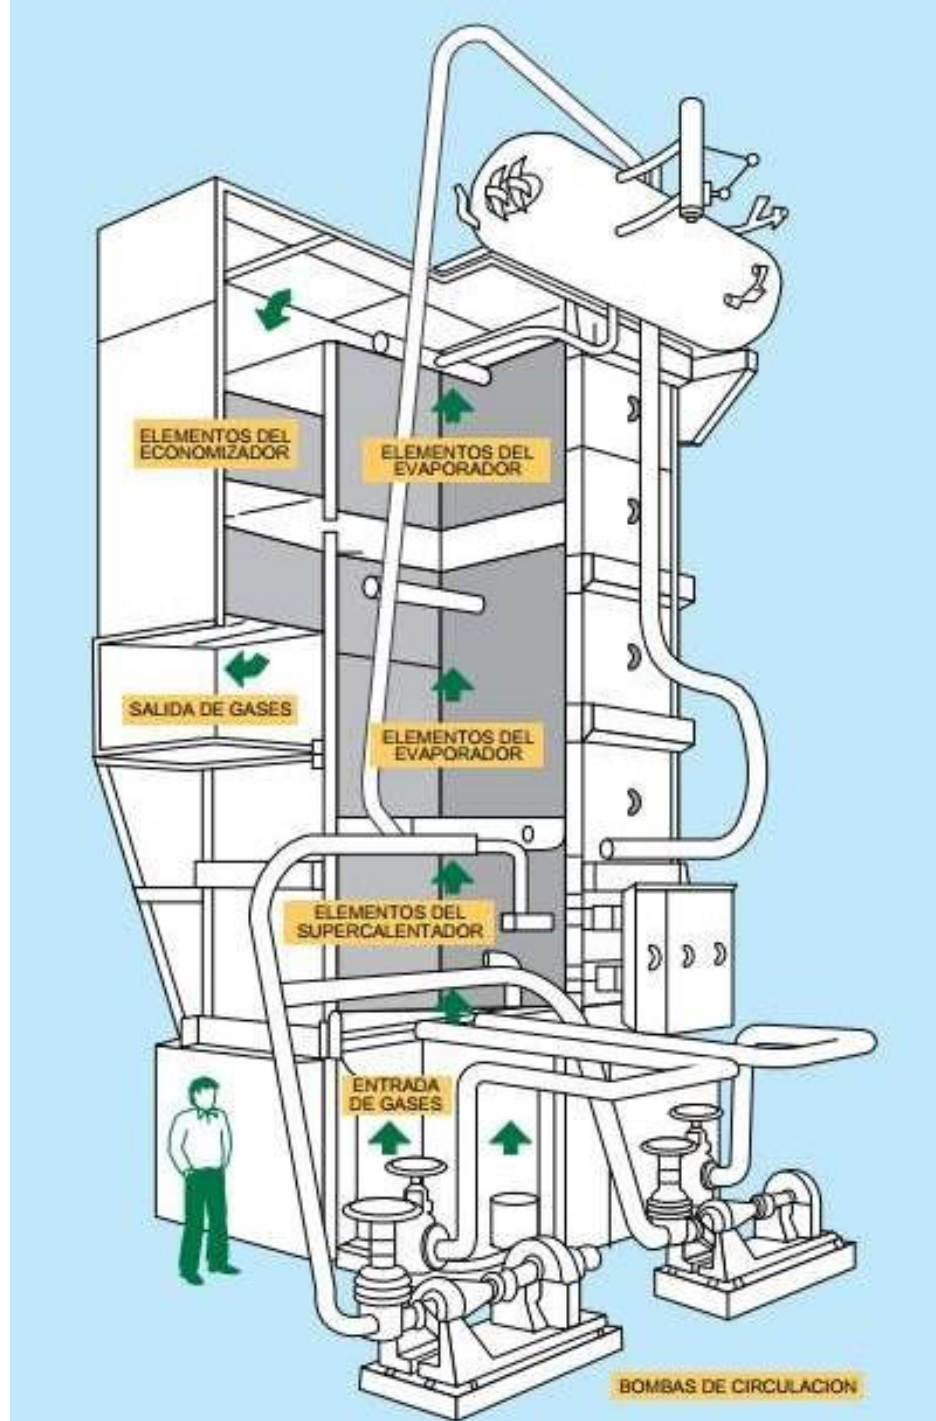 ELEMENTOS DEL
ECONOMIZADOR
ELEMENTOS DEL
EVAPORADOR
SALIDA DE GASES
ELEMENTOS DEL
EVAPORADOR
ELEMENTOS DEL
SUPERCALENTADOR
ENTRADA
DE GASES
BOMBAS DE CIRCULACION